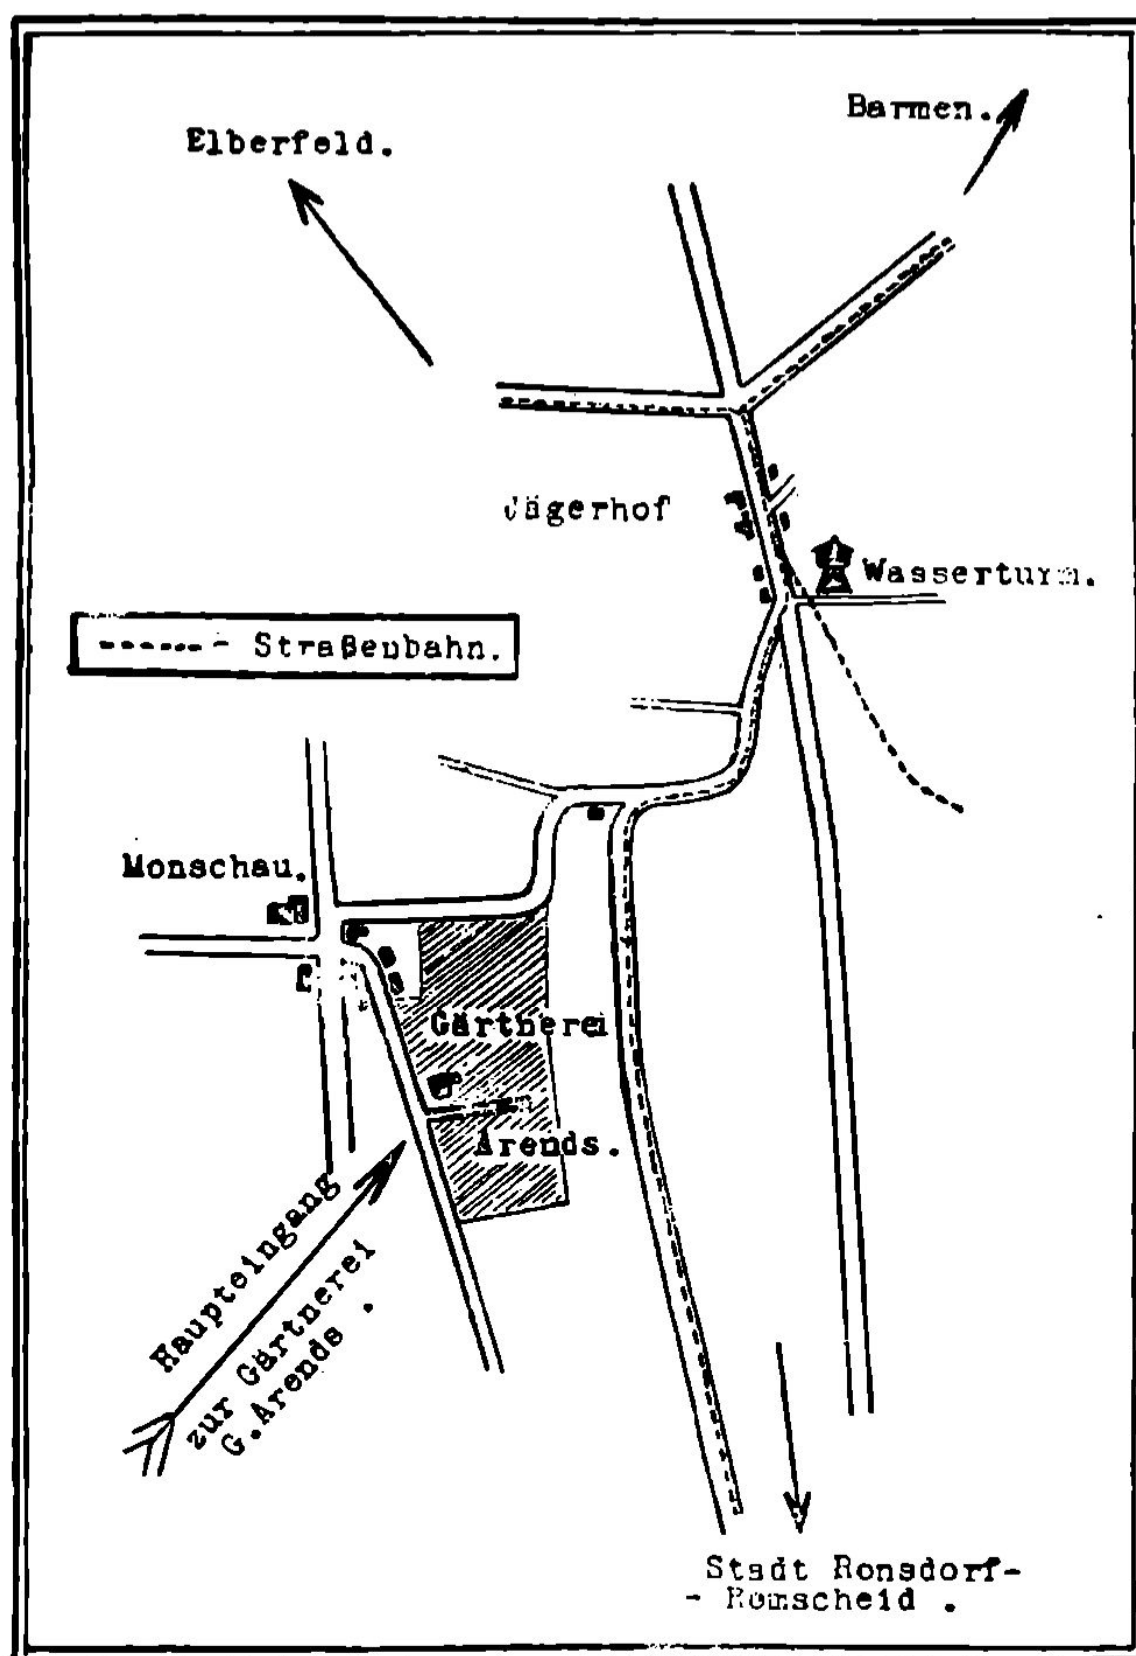 Barmen.
Elberfeld.
Jägerhof
Wasserturm.
------ - Straßenbahn.
Monschau.
Gärtnerei
Arends.
Haupteingang
zur Gärtnerei
G. Arends.
Stadt Ronsdorf-
- Remscheid .